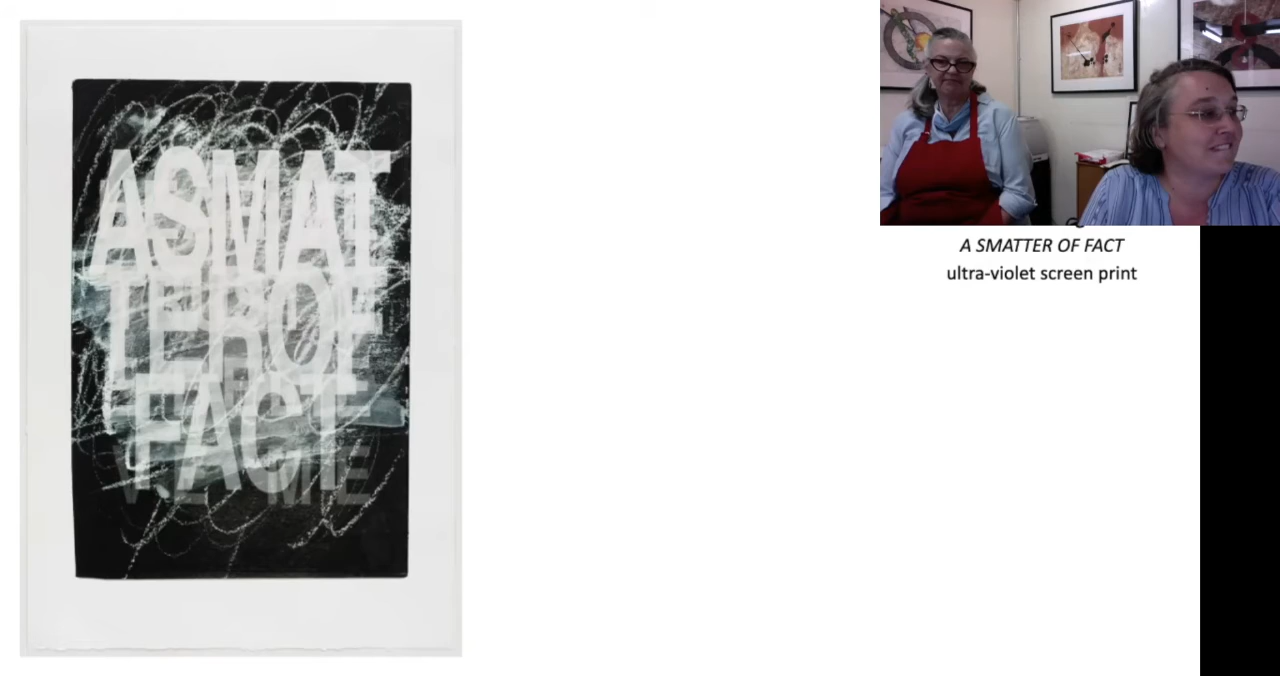 ASMAT
TEROF
FACT
A SMATTER OF FACT
ultra-violet screen print